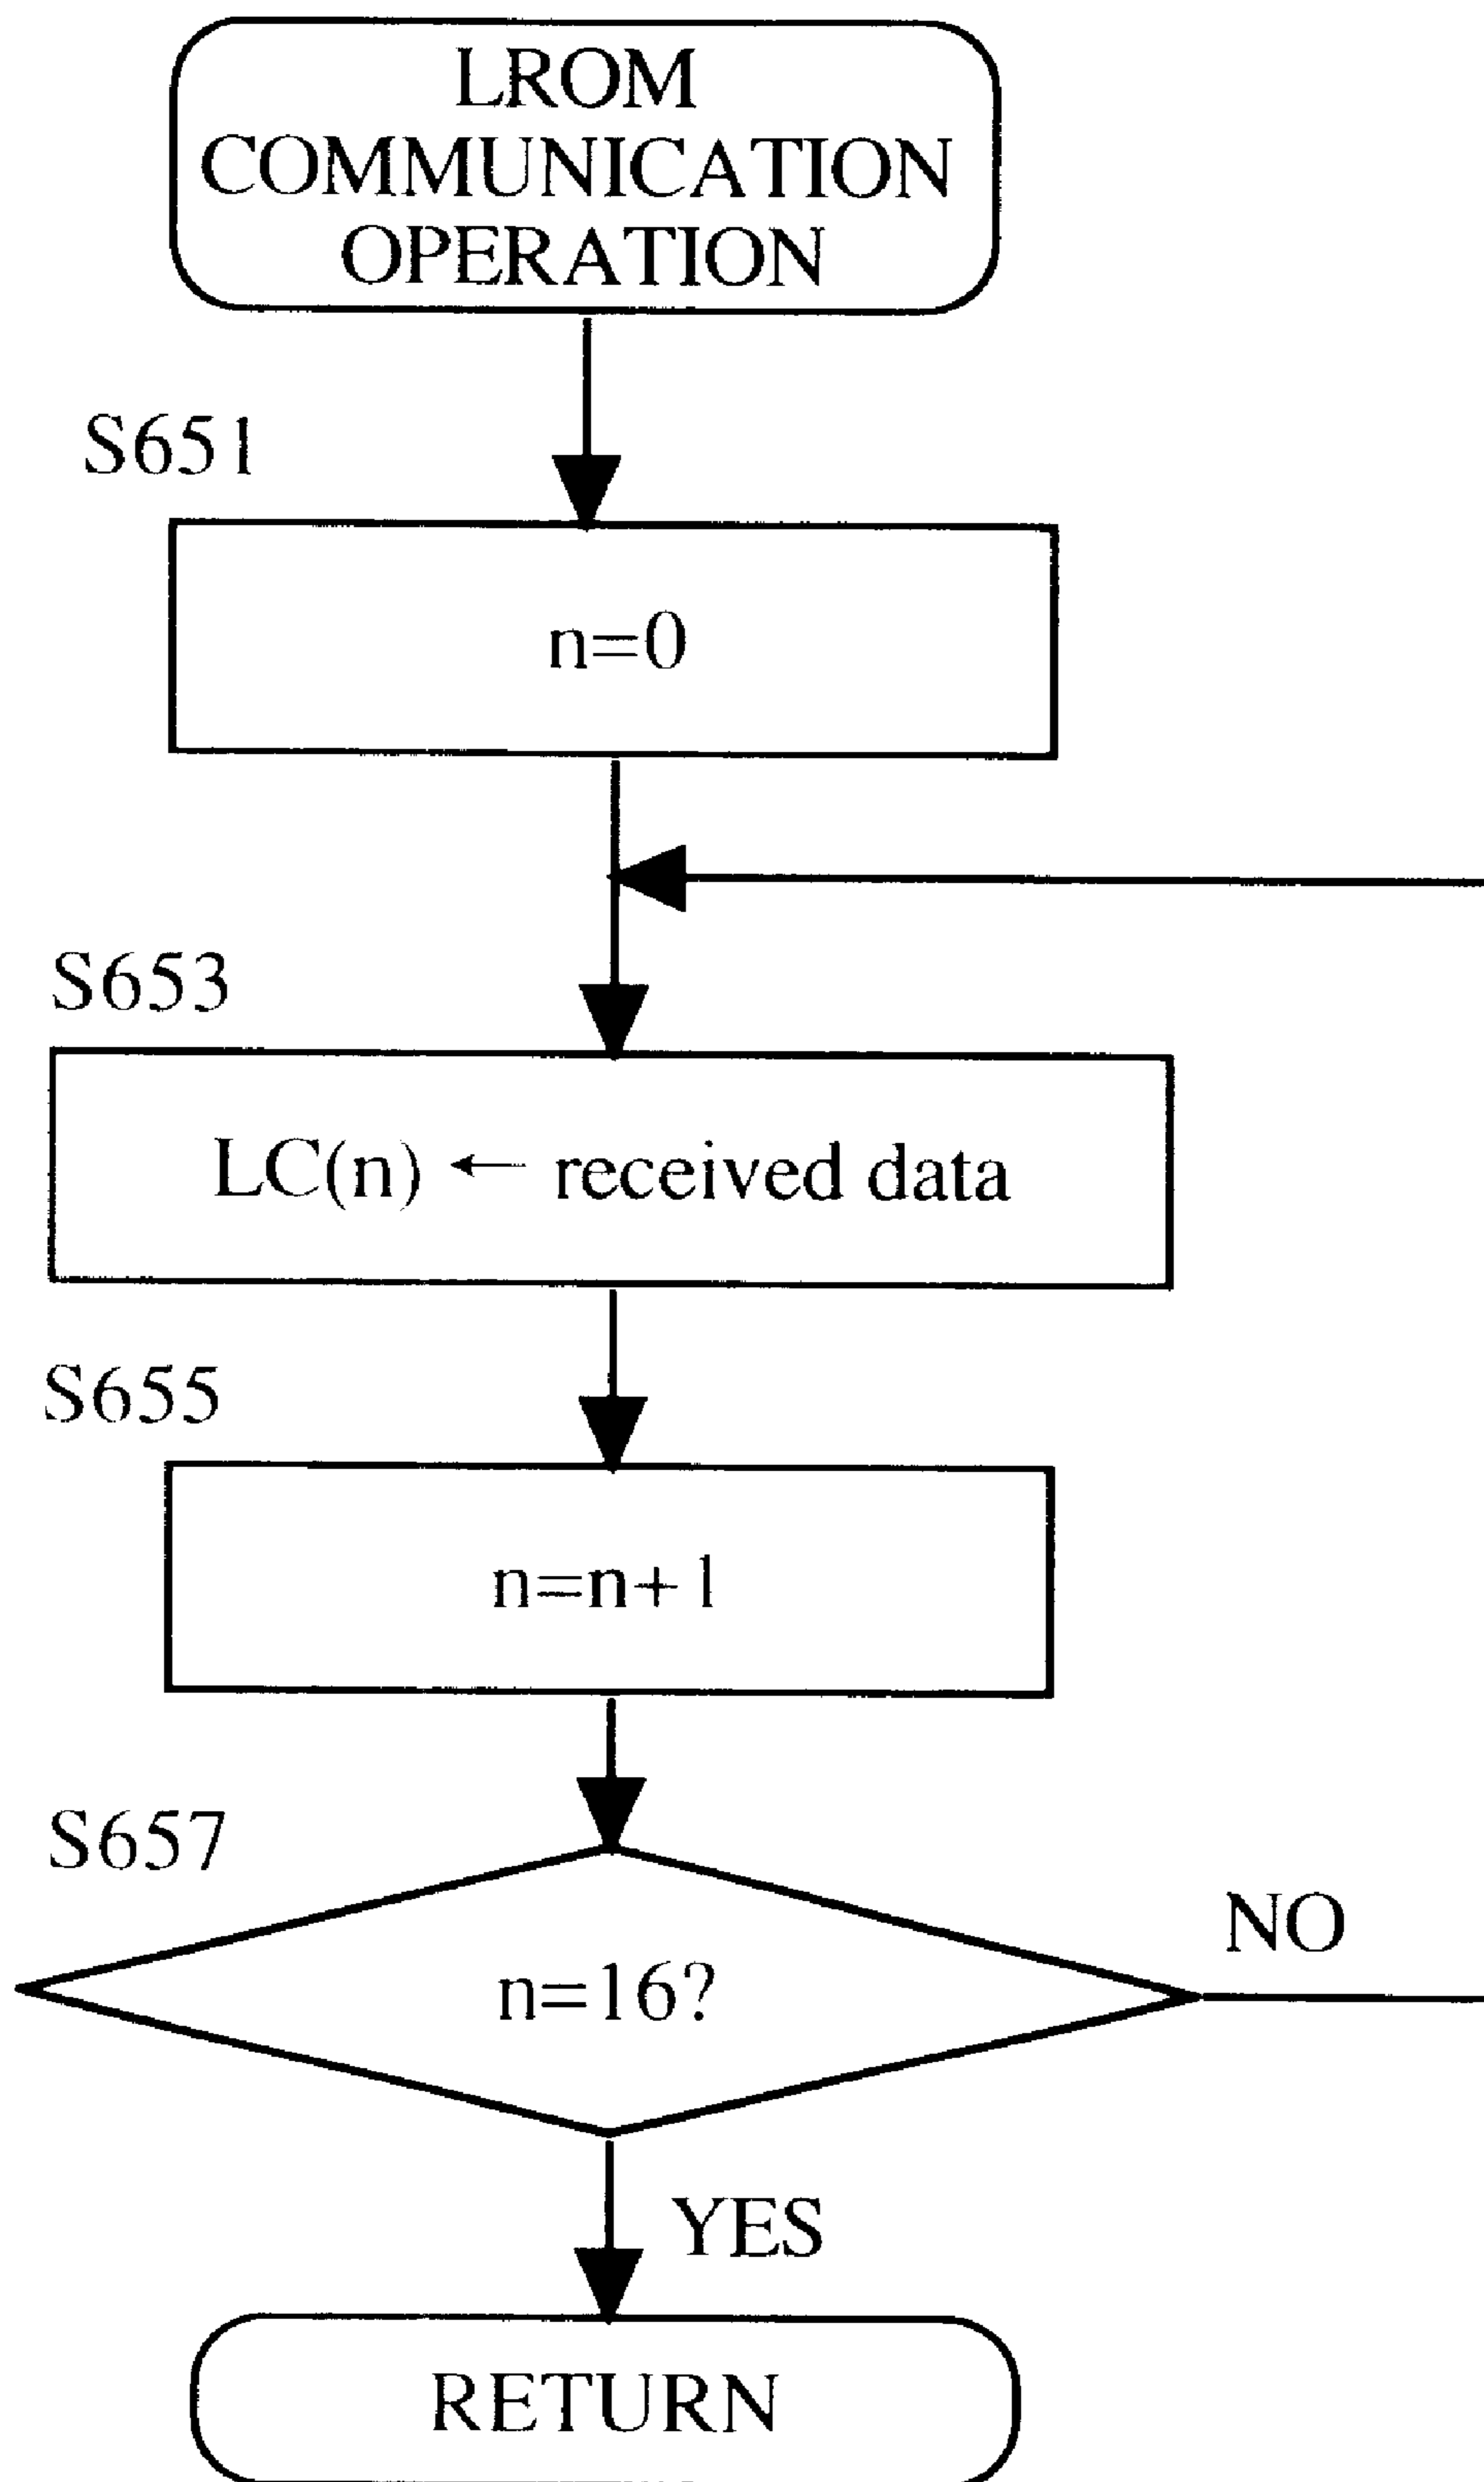 LROM
COMMUNICATION
OPERATION
S651
n=0
S653
LC(n) ← received data
S655
n=n+1
S657
n=16?
NO
YES
RETURN